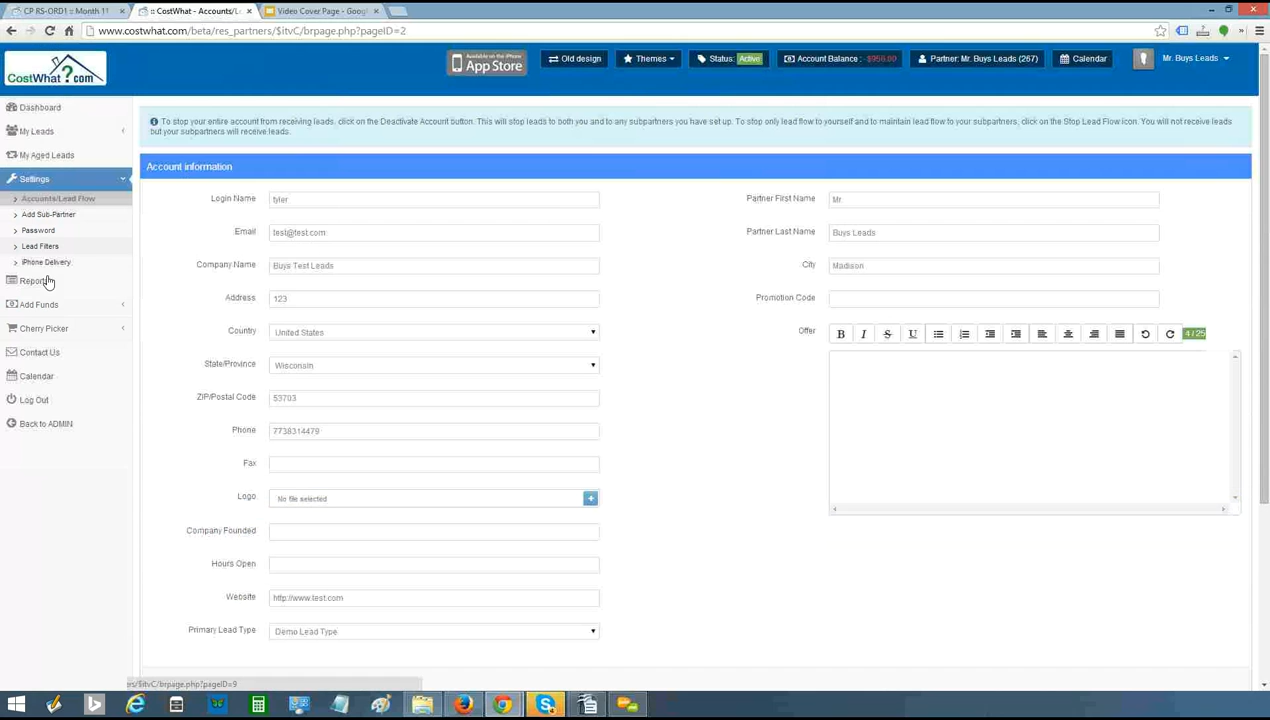 CP RS-ORD1 :: Month 11
:: CostWhat - Accounts/Le
Video Cover Page - Google
www.costwhat.com/beta/res_partners/$itvC/brpage.php?pageID=2
CostWhat?.com
Available on the iPhone
App Store
Old design
Themes
Status: Active
Account Balance : -$956.00
Partner: Mr. Buys Leads (267)
Calendar
Mr. Buys Leads
Dashboard
My Leads
My Aged Leads
Settings
Accounts/Lead Flow
Add Sub-Partner
Password
Lead Filters
iPhone Delivery
Reports
Add Funds
Cherry Picker
Contact Us
Calendar
Log Out
Back to ADMIN
To stop your entire account from receiving leads, click on the Deactivate Account button. This will stop leads to both you and to any subpartners you have set up. To stop only lead flow to yourself and to maintain lead flow to your subpartners, click on the Stop Lead Flow icon. You will not receive leads
but your subpartners will receive leads.
Account information
Login Name tyler
Email test@test.com
Company Name Buys Test Leads
Address 123
Country United States
State/Province Wisconsin
ZIP/Postal Code 53703
Phone 7738314479
Fax
Logo No file selected
Company Founded
Hours Open
Website http://www.test.com
Primary Lead Type Demo Lead Type
Partner First Name Mr
Partner Last Name Buys Leads
City Madison
Promotion Code
Offer B I S U 4 / 25
rs/$itvC/brpage.php?pageID=9